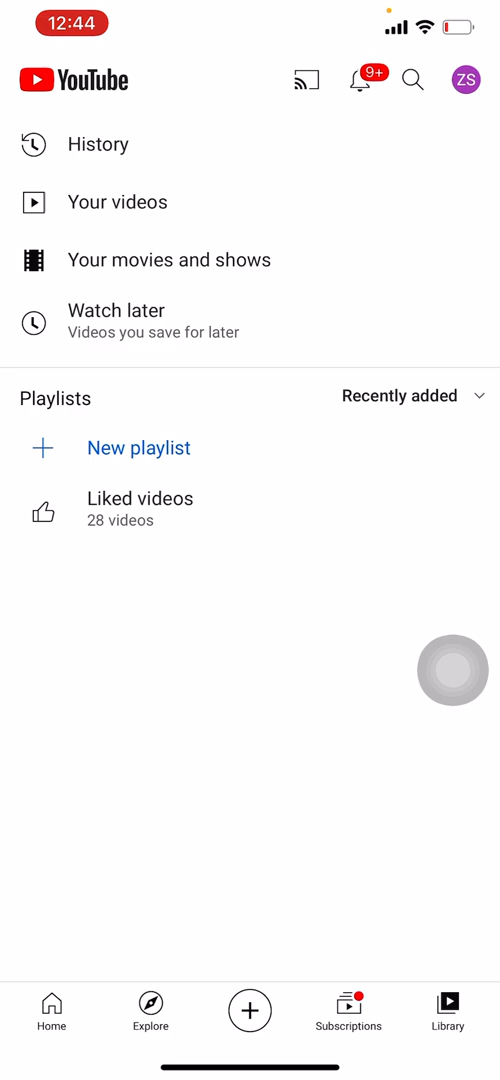 12:44
YouTube
9+
ZS
History
Your videos
Your movies and shows
Watch later
Videos you save for later
Playlists
Recently added
New playlist
Liked videos
28 videos
Home
Explore
Subscriptions
Library